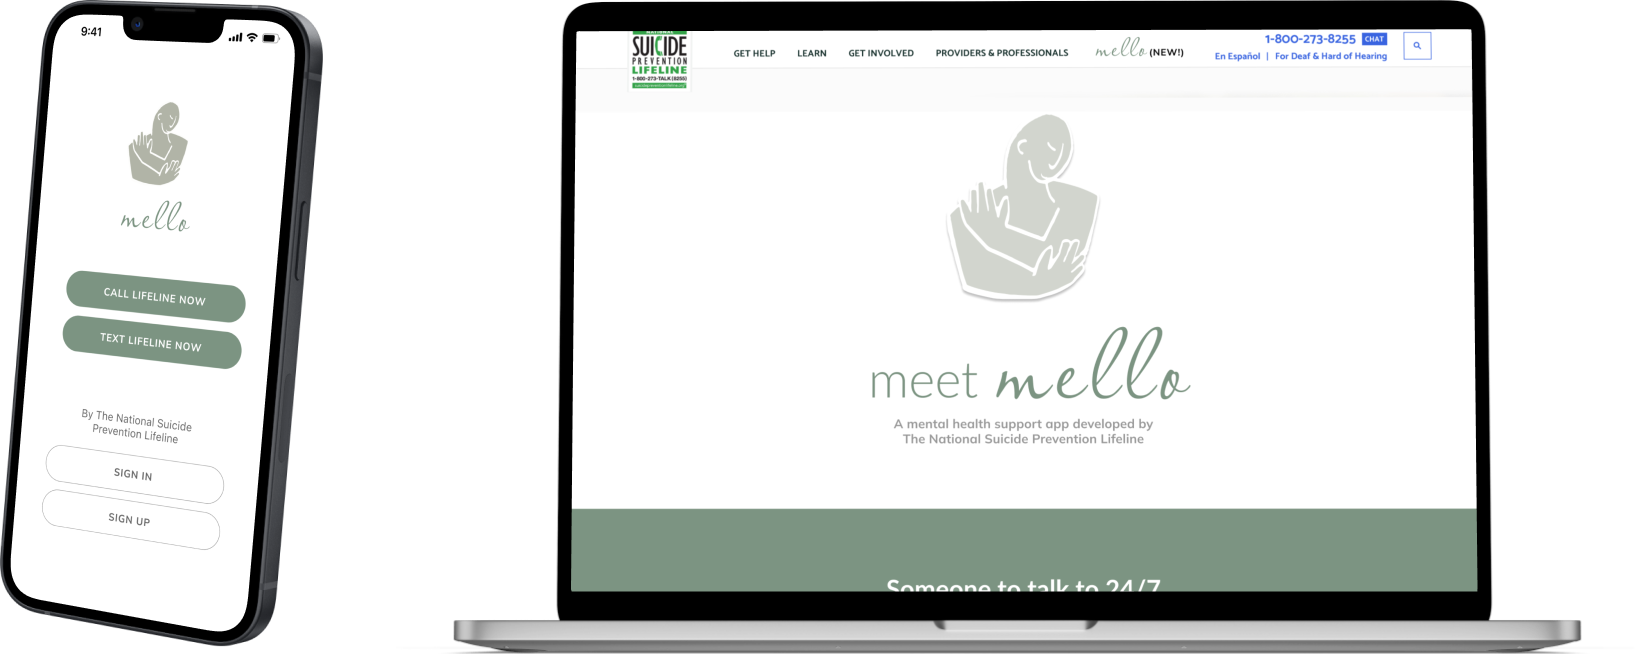 9:41
mello
CALL LIFELINE NOW
TEXT LIFELINE NOW
By The National Suicide
Prevention Lifeline
SIGN IN
SIGN UP
NATIONAL
SUICIDE
PREVENTION
LIFELINE
1-800-273-TALK (8255)
suicidepreventionlifeline.org
GET HELP
LEARN
GET INVOLVED
PROVIDERS & PROFESSIONALS
mello (NEW!)
1-800-273-8255 CHAT
En Español | For Deaf & Hard of Hearing
meet mello
A mental health support app developed by
The National Suicide Prevention Lifeline
Someone to talk to 24/7